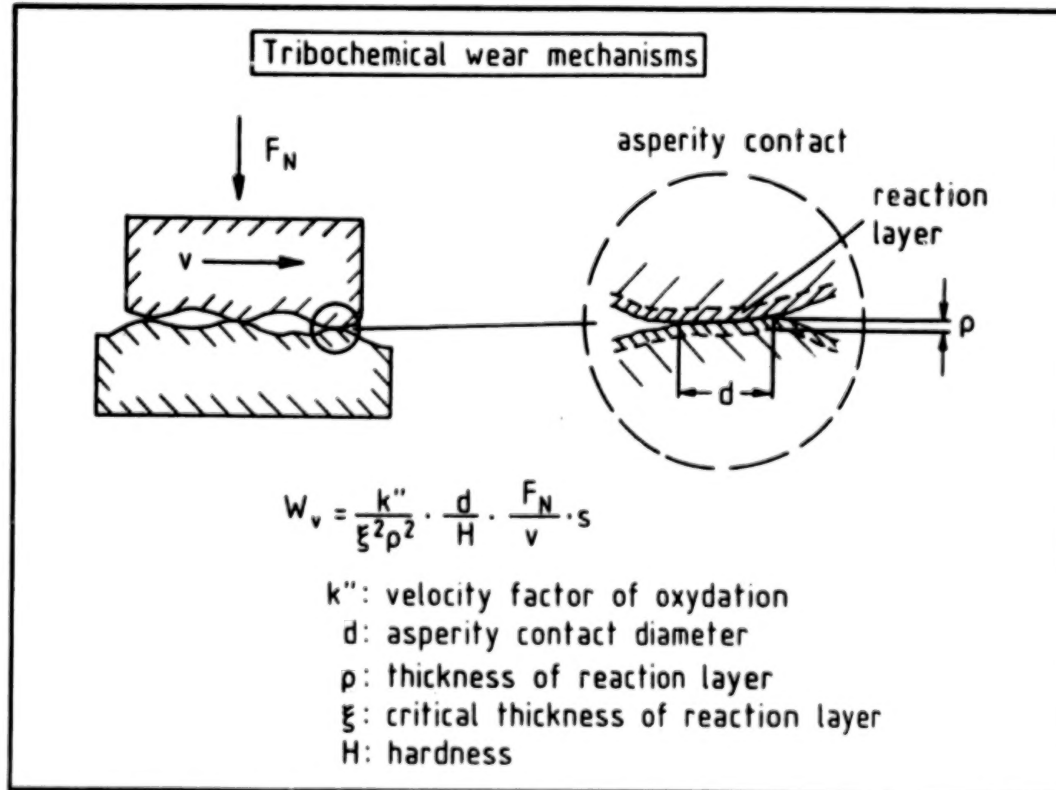 Tribochemical wear mechanisms
F_N
v
asperity contact
reaction
layer
ρ
d
W_v = k''/(ξ²ρ²) · d/H · F_N/v · s
k'': velocity factor of oxydation
d: asperity contact diameter
ρ: thickness of reaction layer
ξ: critical thickness of reaction layer
H: hardness